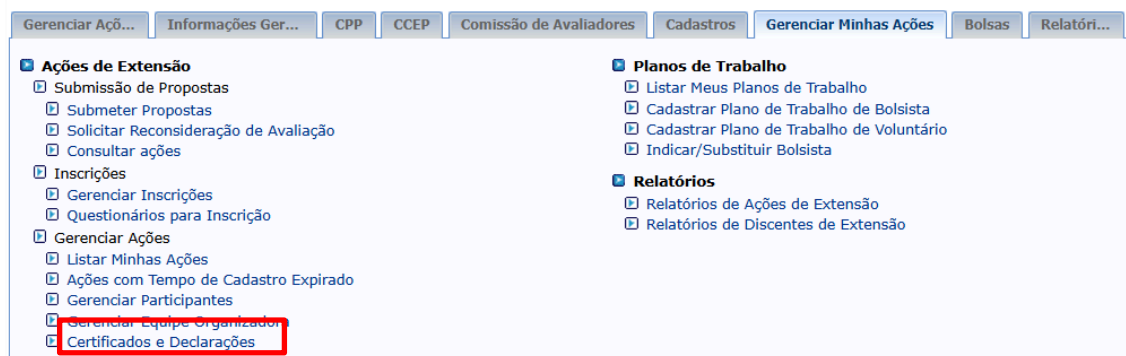 Gerenciar Açõ... Informações Ger... CPP CCEP Comissão de Avaliadores Cadastros Gerenciar Minhas Ações Bolsas Relatóri...
Ações de Extensão
Submissão de Propostas
Submeter Propostas
Solicitar Reconsideração de Avaliação
Consultar ações
Inscrições
Gerenciar Inscrições
Questionários para Inscrição
Gerenciar Ações
Listar Minhas Ações
Ações com Tempo de Cadastro Expirado
Gerenciar Participantes
Gerenciar Equipe Organizadora
Certificados e Declarações
Planos de Trabalho
Listar Meus Planos de Trabalho
Cadastrar Plano de Trabalho de Bolsista
Cadastrar Plano de Trabalho de Voluntário
Indicar/Substituir Bolsista
Relatórios
Relatórios de Ações de Extensão
Relatórios de Discentes de Extensão